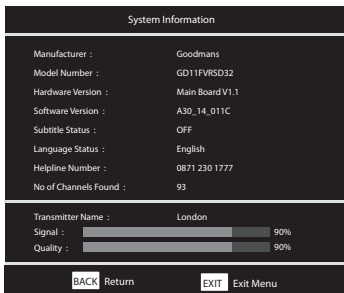 System Information
Manufacturer : Goodmans
Model Number : GD11FVRSD32
Hardware Version : Main Board V1.1
Software Version : A30_14_011C
Subtitle Status : OFF
Language Status : English
Helpline Number : 0871 230 1777
No of Channels Found : 93
Transmitter Name : London
Signal : 90%
Quality : 90%
BACK Return EXIT Exit Menu